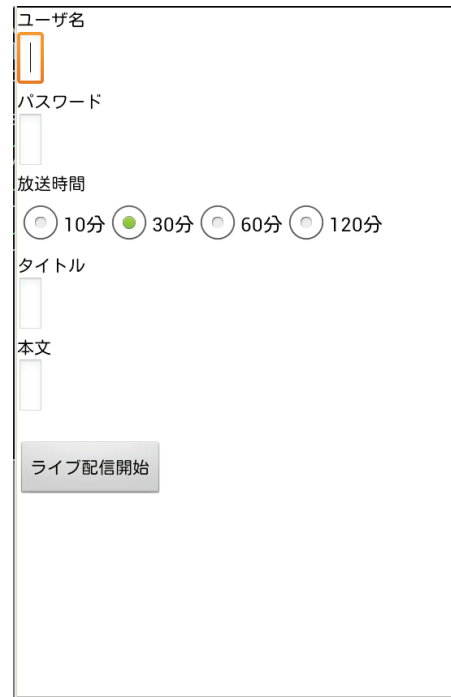 ユーザ名
パスワード
放送時間
10分 30分 60分 120分
タイトル
本文
ライブ配信開始